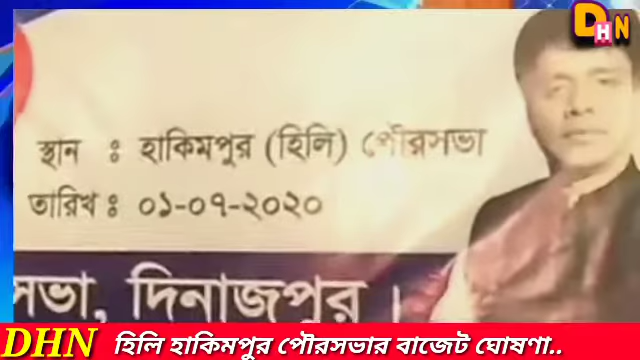 DHN
স্থান : হাকিমপুর (হিলি) পৌরসভা
তারিখ : ০১-০৭-২০২০
সভা, দিনাজপুর ।
DHN হিলি হাকিমপুর পৌরসভার বাজেট ঘোষণা..